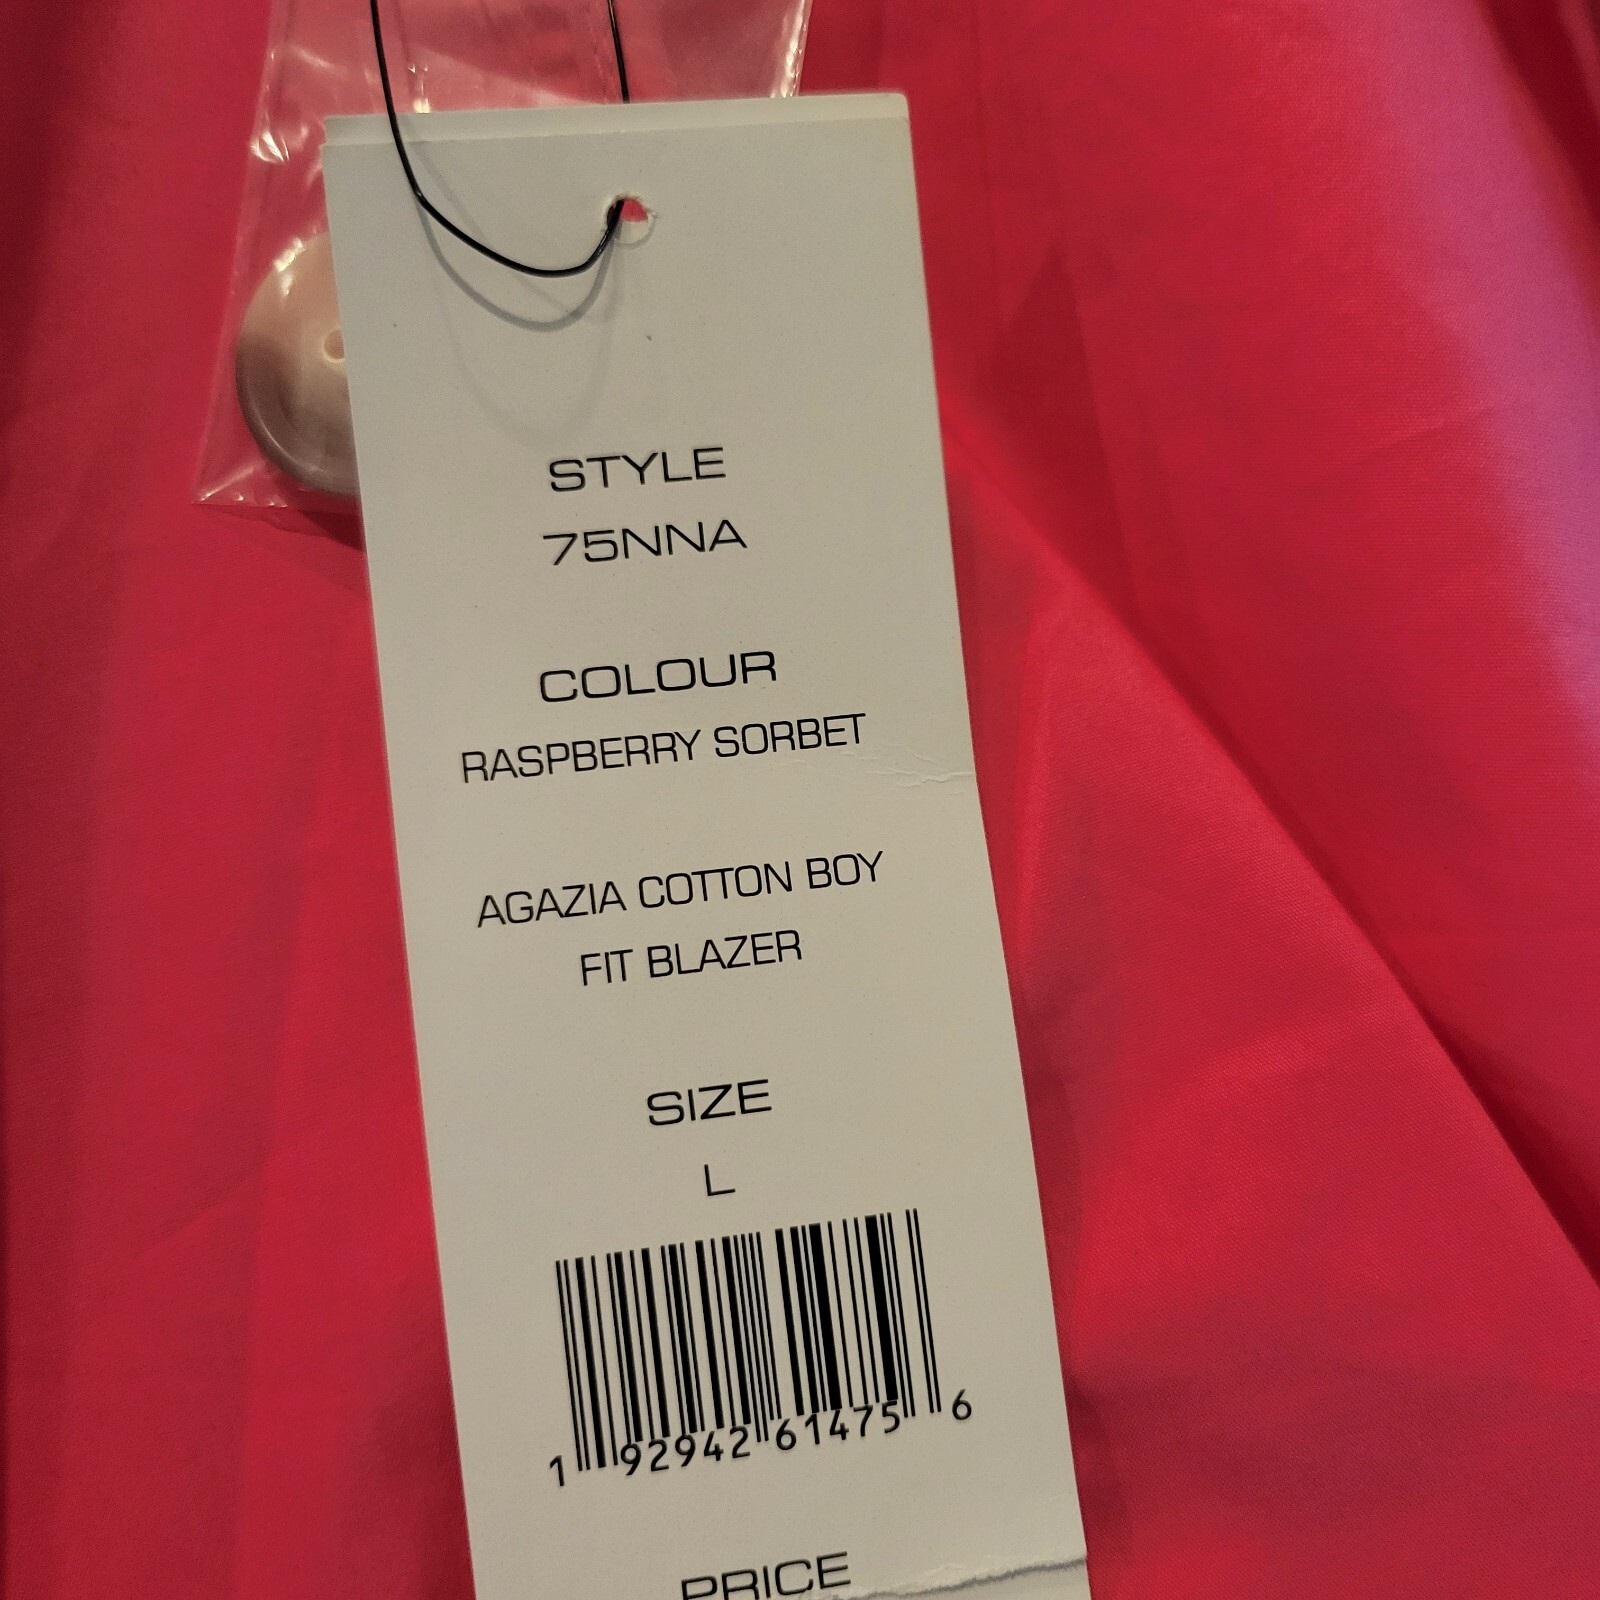 STYLE
75NNA
COLOUR
RASPBERRY SORBET
AGAZIA COTTON BOY
FIT BLAZER
SIZE
L
1 92942 61475 6
PRICE